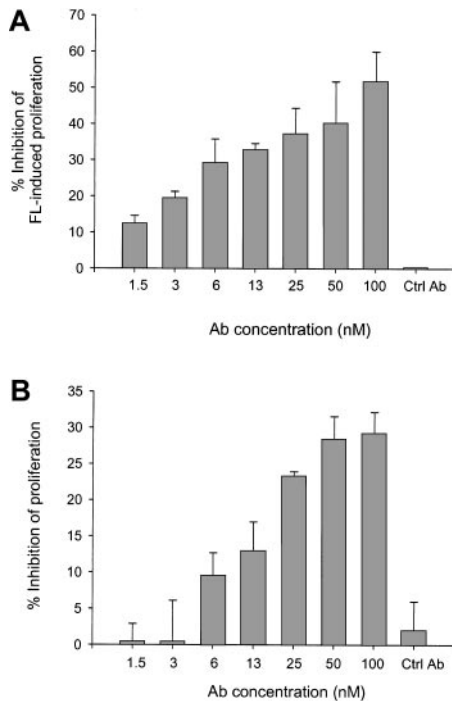 A
% Inhibition of
FL-induced proliferation
70
60
50
40
30
20
10
0
1.5 3 6 13 25 50 100 Ctrl Ab
Ab concentration (nM)
B
% Inhibition of proliferation
35
30
25
20
15
10
5
0
1.5 3 6 13 25 50 100 Ctrl Ab
Ab concentration (nM)